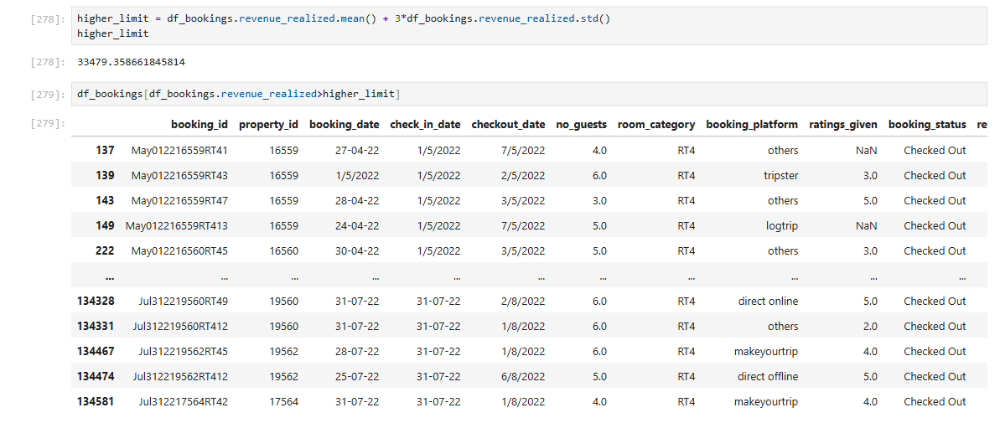 [278]: higher_limit = df_bookings.revenue_realized.mean() + 3*df_bookings.revenue_realized.std()
higher_limit
[278]: 33479.358661845814
[279]: df_bookings[df_bookings.revenue_realized>higher_limit]
[279]: booking_id property_id booking_date check_in_date checkout_date no_guests room_category booking_platform ratings_given booking_status re
137 May012216559RT41 16559 27-04-22 1/5/2022 7/5/2022 4.0 RT4 others NaN Checked Out
139 May012216559RT43 16559 1/5/2022 1/5/2022 2/5/2022 6.0 RT4 tripster 3.0 Checked Out
143 May012216559RT47 16559 28-04-22 1/5/2022 3/5/2022 3.0 RT4 others 5.0 Checked Out
149 May012216559RT413 16559 24-04-22 1/5/2022 7/5/2022 5.0 RT4 logtrip NaN Checked Out
222 May012216560RT45 16560 30-04-22 1/5/2022 3/5/2022 5.0 RT4 others 3.0 Checked Out
... ... ... ... ... ... ... ... ... ... ...
134328 Jul312219560RT49 19560 31-07-22 31-07-22 2/8/2022 6.0 RT4 direct online 5.0 Checked Out
134331 Jul312219560RT412 19560 31-07-22 31-07-22 1/8/2022 6.0 RT4 others 2.0 Checked Out
134467 Jul312219562RT45 19562 28-07-22 31-07-22 1/8/2022 6.0 RT4 makeyourtrip 4.0 Checked Out
134474 Jul312219562RT412 19562 25-07-22 31-07-22 6/8/2022 5.0 RT4 direct offline 5.0 Checked Out
134581 Jul312217564RT42 17564 31-07-22 31-07-22 1/8/2022 4.0 RT4 makeyourtrip 4.0 Checked Out